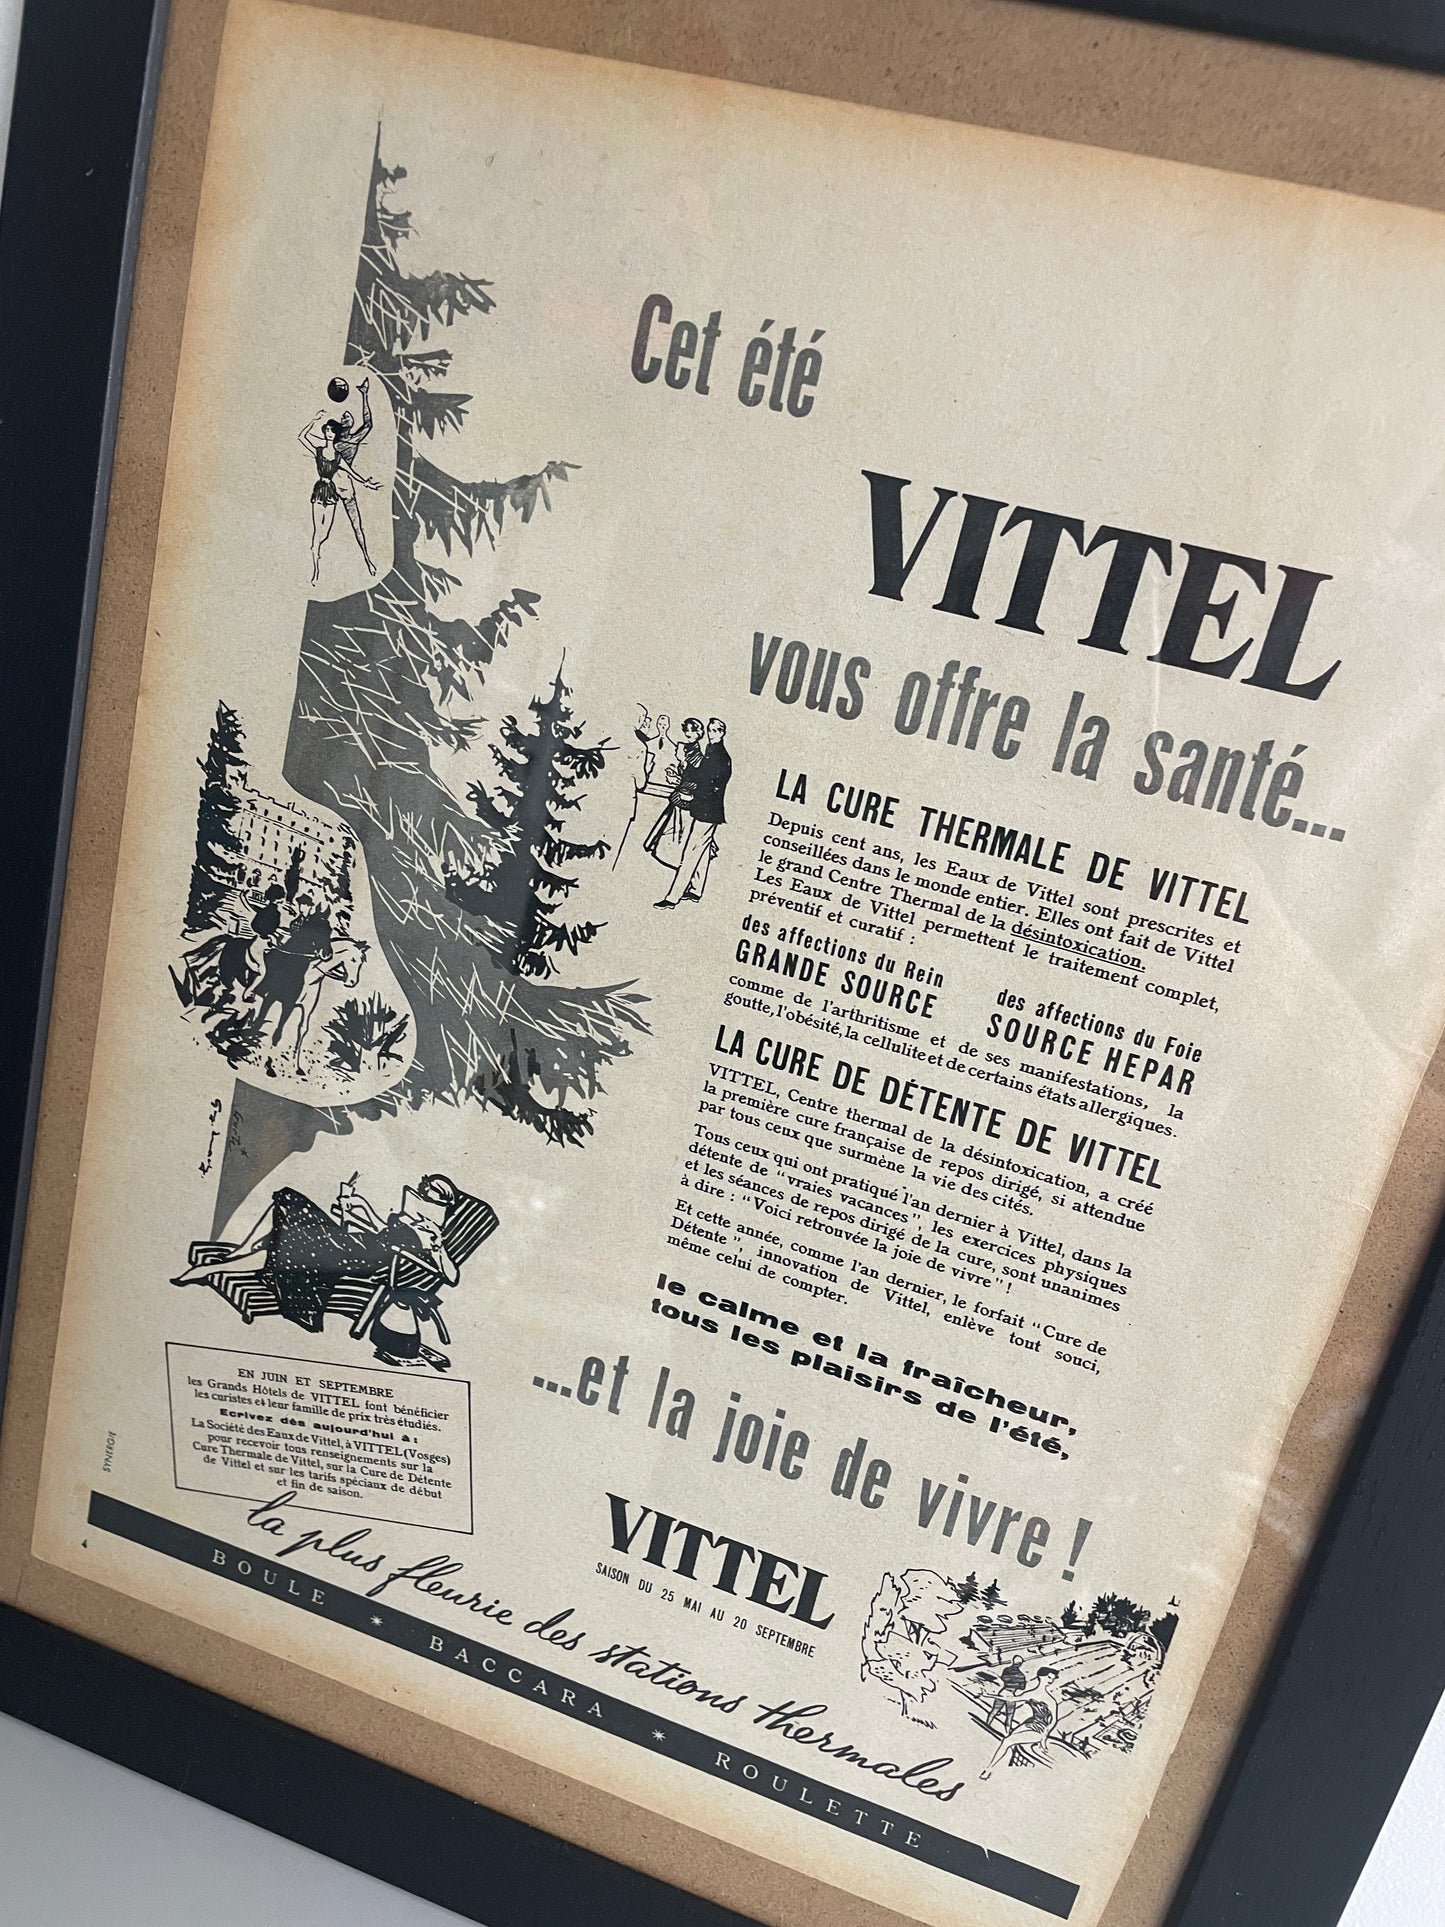 Cet été
VITTEL
vous offre la santé...
LA CURE THERMALE DE VITTEL
Depuis cent ans, les Eaux de Vittel sont prescrites et
conseillées dans le monde entier. Elles ont fait de Vittel
le grand Centre Thermal de la désintoxication.
Les Eaux de Vittel permettent le traitement complet,
préventif et curatif :
des affections du Rein
GRANDE SOURCE
des affections du Foie
SOURCE HEPAR
comme de l'arthritisme et de ses manifestations, la
goutte, l'obésité, la cellulite et de certains états allergiques.
LA CURE DE DÉTENTE DE VITTEL
VITTEL, Centre thermal de la désintoxication, a créé
la première cure française de repos dirigé, si attendue
par tous ceux que surmène la vie des cités.
Tous ceux qui ont pratiqué l'an dernier à Vittel, dans la
détente de "vraies vacances", les exercices physiques
et les séances de repos dirigé de la cure, sont unanimes
à dire : "Voici retrouvée la joie de vivre" !
Et cette année, comme l'an dernier, le forfait "Cure de
Détente", innovation de Vittel, enlève tout souci,
même celui de compter.
le calme et la fraîcheur,
tous les plaisirs de l'été,
...et la joie de vivre !
EN JUIN ET SEPTEMBRE
les Grands Hôtels de VITTEL font bénéficier
les curistes et leur famille de prix très étudiés.
Ecrivez dès aujourd'hui à :
La Société des Eaux de Vittel, à VITTEL (Vosges)
pour recevoir tous renseignements sur la
Cure Thermale de Vittel, sur la Cure de Détente
de Vittel et sur les tarifs spéciaux de début
et fin de saison.
SYNERGIE
VITTEL
SAISON DU 25 MAI AU 20 SEPTEMBRE
la plus fleurie des stations thermales
BOULE * BACCARA * ROULETTE
4